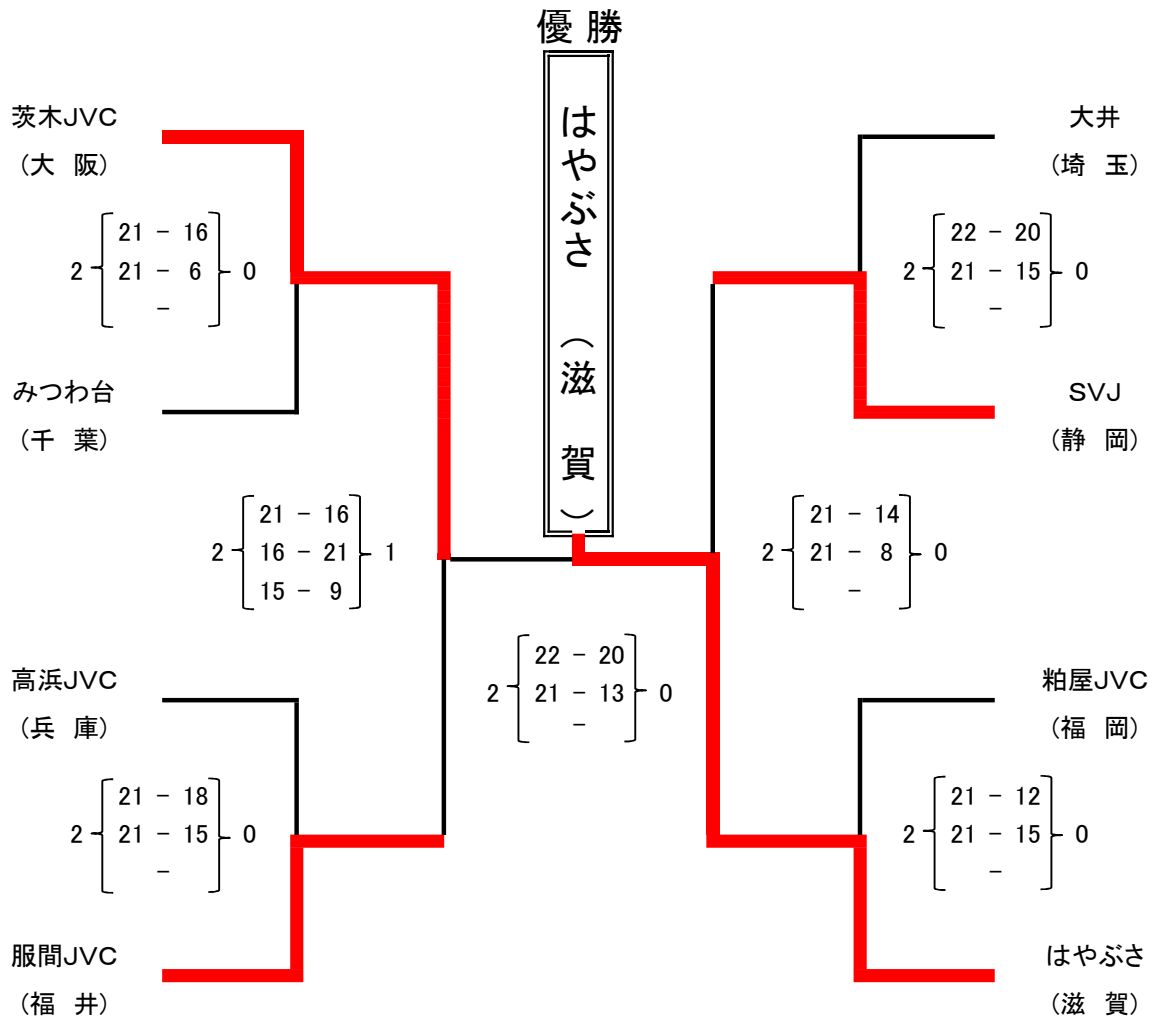 優勝
はやぶさ （滋 賀）
茨木JVC
（大 阪）
21 － 16
2 21 － 6 0
－
みつわ台
（千 葉）
21 － 16
2 16 － 21 1
15 － 9
高浜JVC
（兵 庫）
21 － 18
2 21 － 15 0
－
服間JVC
（福 井）
22 － 20
2 21 － 13 0
－
大井
（埼 玉）
22 － 20
2 21 － 15 0
－
SVJ
（静 岡）
21 － 14
2 21 － 8 0
－
粕屋JVC
（福 岡）
21 － 12
2 21 － 15 0
－
はやぶさ
（滋 賀）